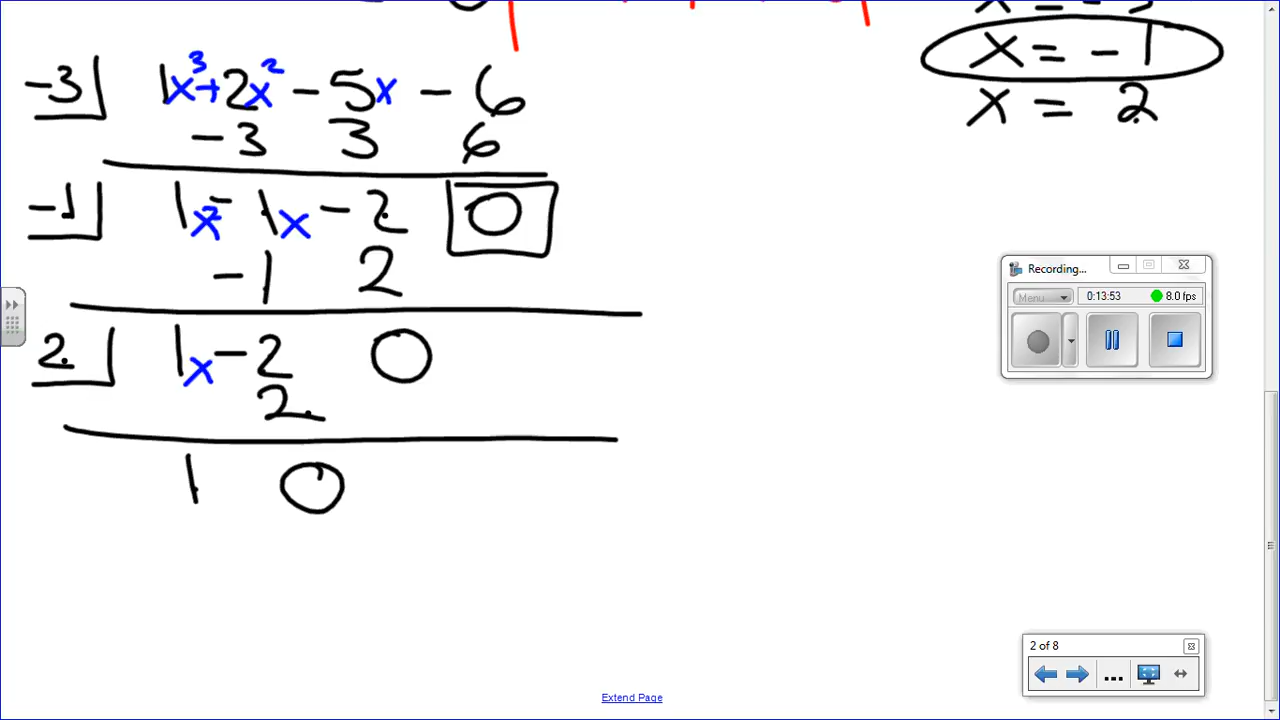 x = -3
x = -1
x = 2
-3 1x³+2x² - 5x - 6
-3 3 6
-1 1x² - 1x - 2 0
-1 2
2 1x - 2 0
2
1 0
Recording...
Menu 0:13:53 8.0 fps
2 of 8
...
Extend Page